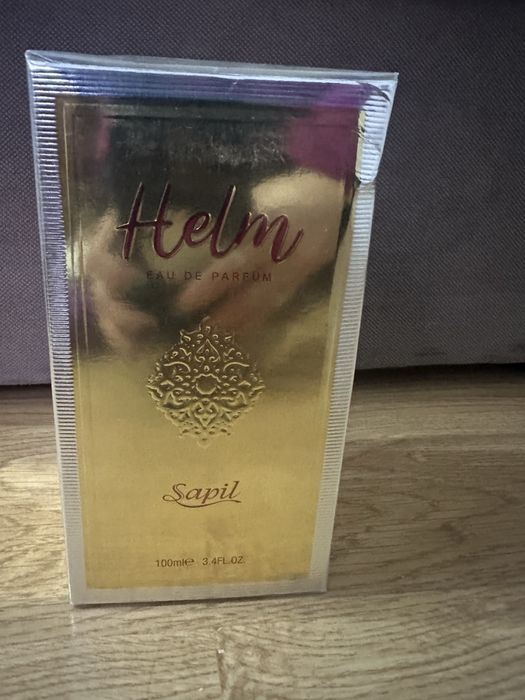 Helm
EAU DE PARFUM
Sapil
100ml℮ 3.4FL.OZ.